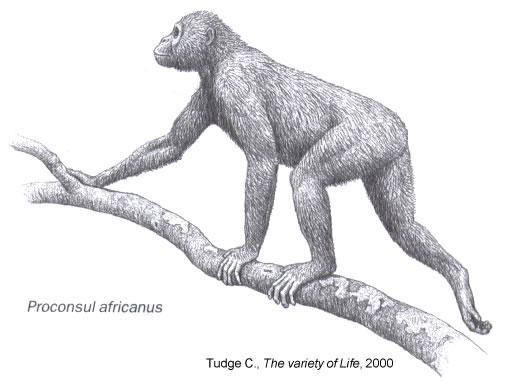 Proconsul africanus
Tudge C., The variety of Life, 2000